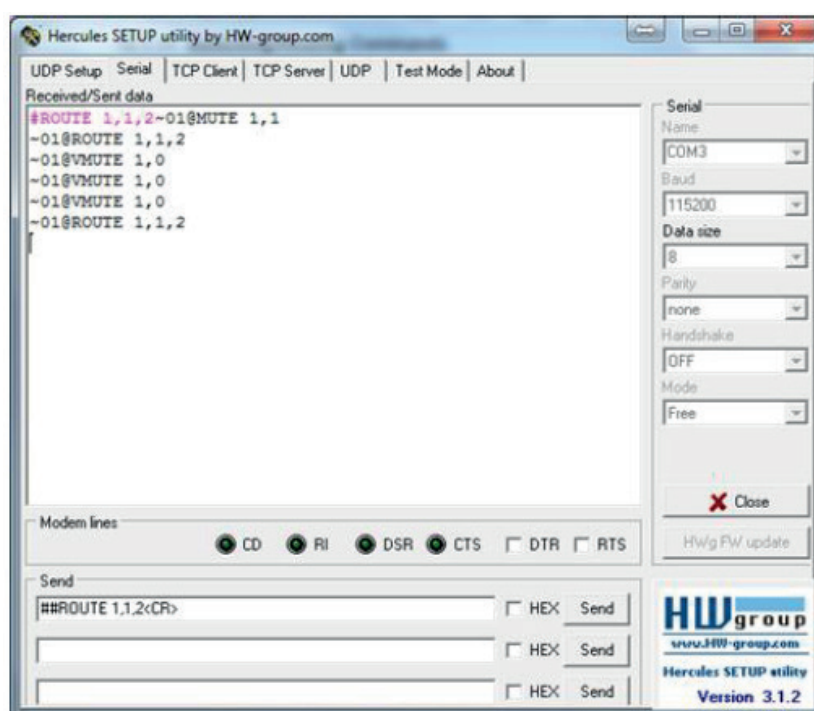 Hercules SETUP utility by HW-group.com
UDP Setup Serial TCP Client TCP Server UDP Test Mode About
Received/Sent data
#ROUTE 1,1,2~01@MUTE 1,1
~01@ROUTE 1,1,2
~01@VMUTE 1,0
~01@VMUTE 1,0
~01@VMUTE 1,0
~01@ROUTE 1,1,2
Serial
Name
COM3
Baud
115200
Data size
8
Parity
none
Handshake
OFF
Mode
Free
Close
HWg FW update
Modem lines
CD RI DSR CTS DTR RTS
Send
##ROUTE 1,1,2<CR> HEX Send
HEX Send
HEX Send
HW group
www.HW-group.com
Hercules SETUP utility
Version 3.1.2